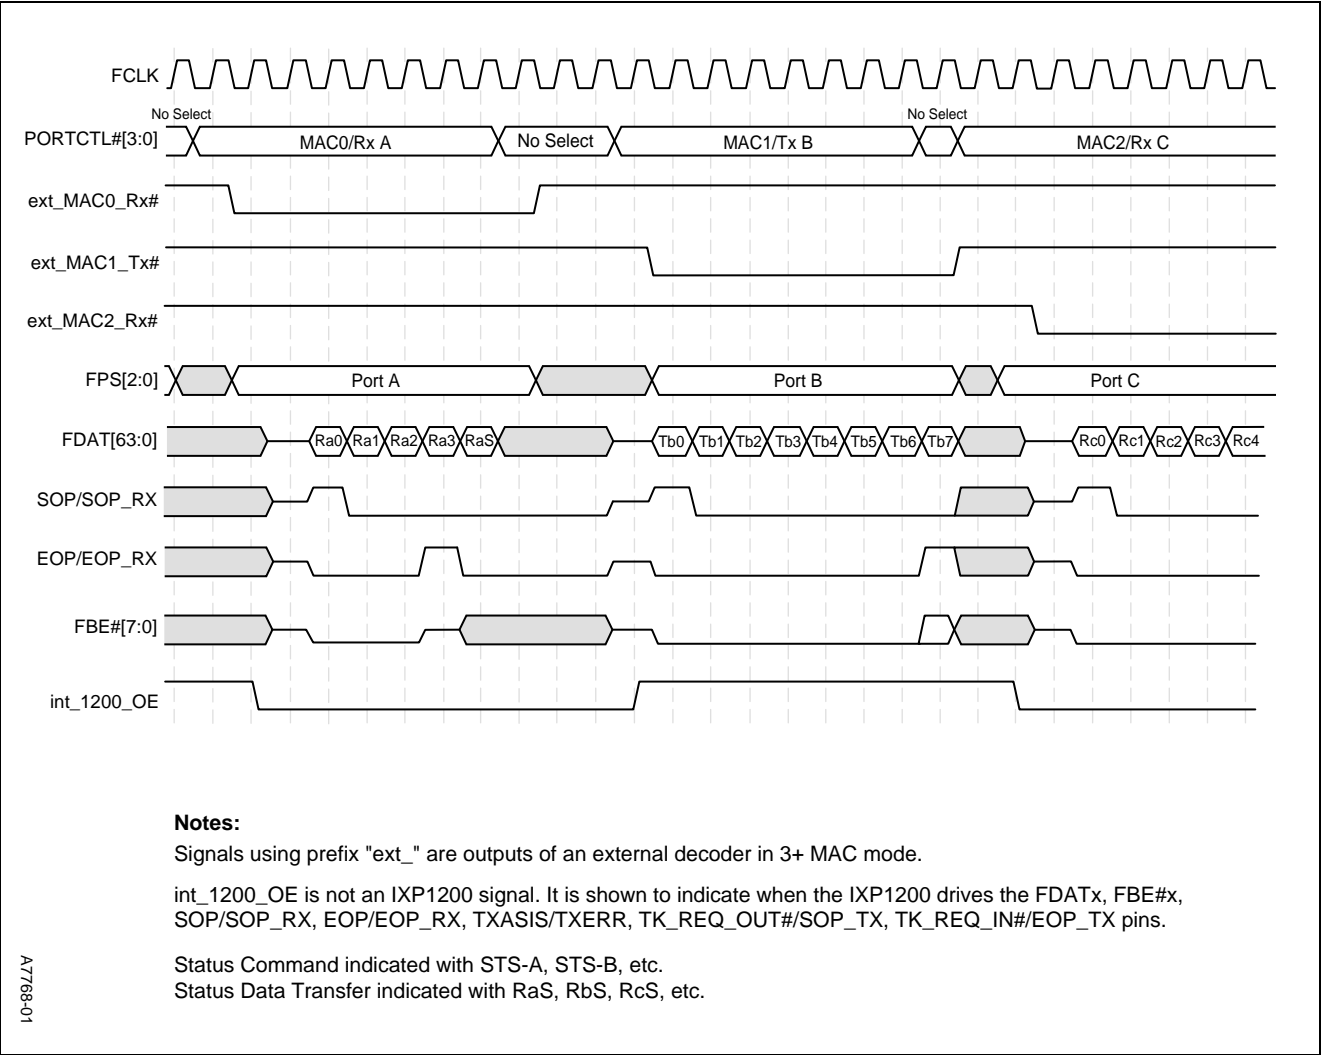 FCLK
No Select No Select
PORTCTL#[3:0] MAC0/Rx A No Select MAC1/Tx B MAC2/Rx C
ext_MAC0_Rx#
ext_MAC1_Tx#
ext_MAC2_Rx#
FPS[2:0] Port A Port B Port C
FDAT[63:0] Ra0 Ra1 Ra2 Ra3 RaS Tb0 Tb1 Tb2 Tb3 Tb4 Tb5 Tb6 Tb7 Rc0 Rc1 Rc2 Rc3 Rc4
SOP/SOP_RX
EOP/EOP_RX
FBE#[7:0]
int_1200_OE
Notes:
Signals using prefix "ext_" are outputs of an external decoder in 3+ MAC mode.
int_1200_OE is not an IXP1200 signal. It is shown to indicate when the IXP1200 drives the FDATx, FBE#x,
SOP/SOP_RX, EOP/EOP_RX, TXASIS/TXERR, TK_REQ_OUT#/SOP_TX, TK_REQ_IN#/EOP_TX pins.
Status Command indicated with STS-A, STS-B, etc.
Status Data Transfer indicated with RaS, RbS, RcS, etc.
A7768-01